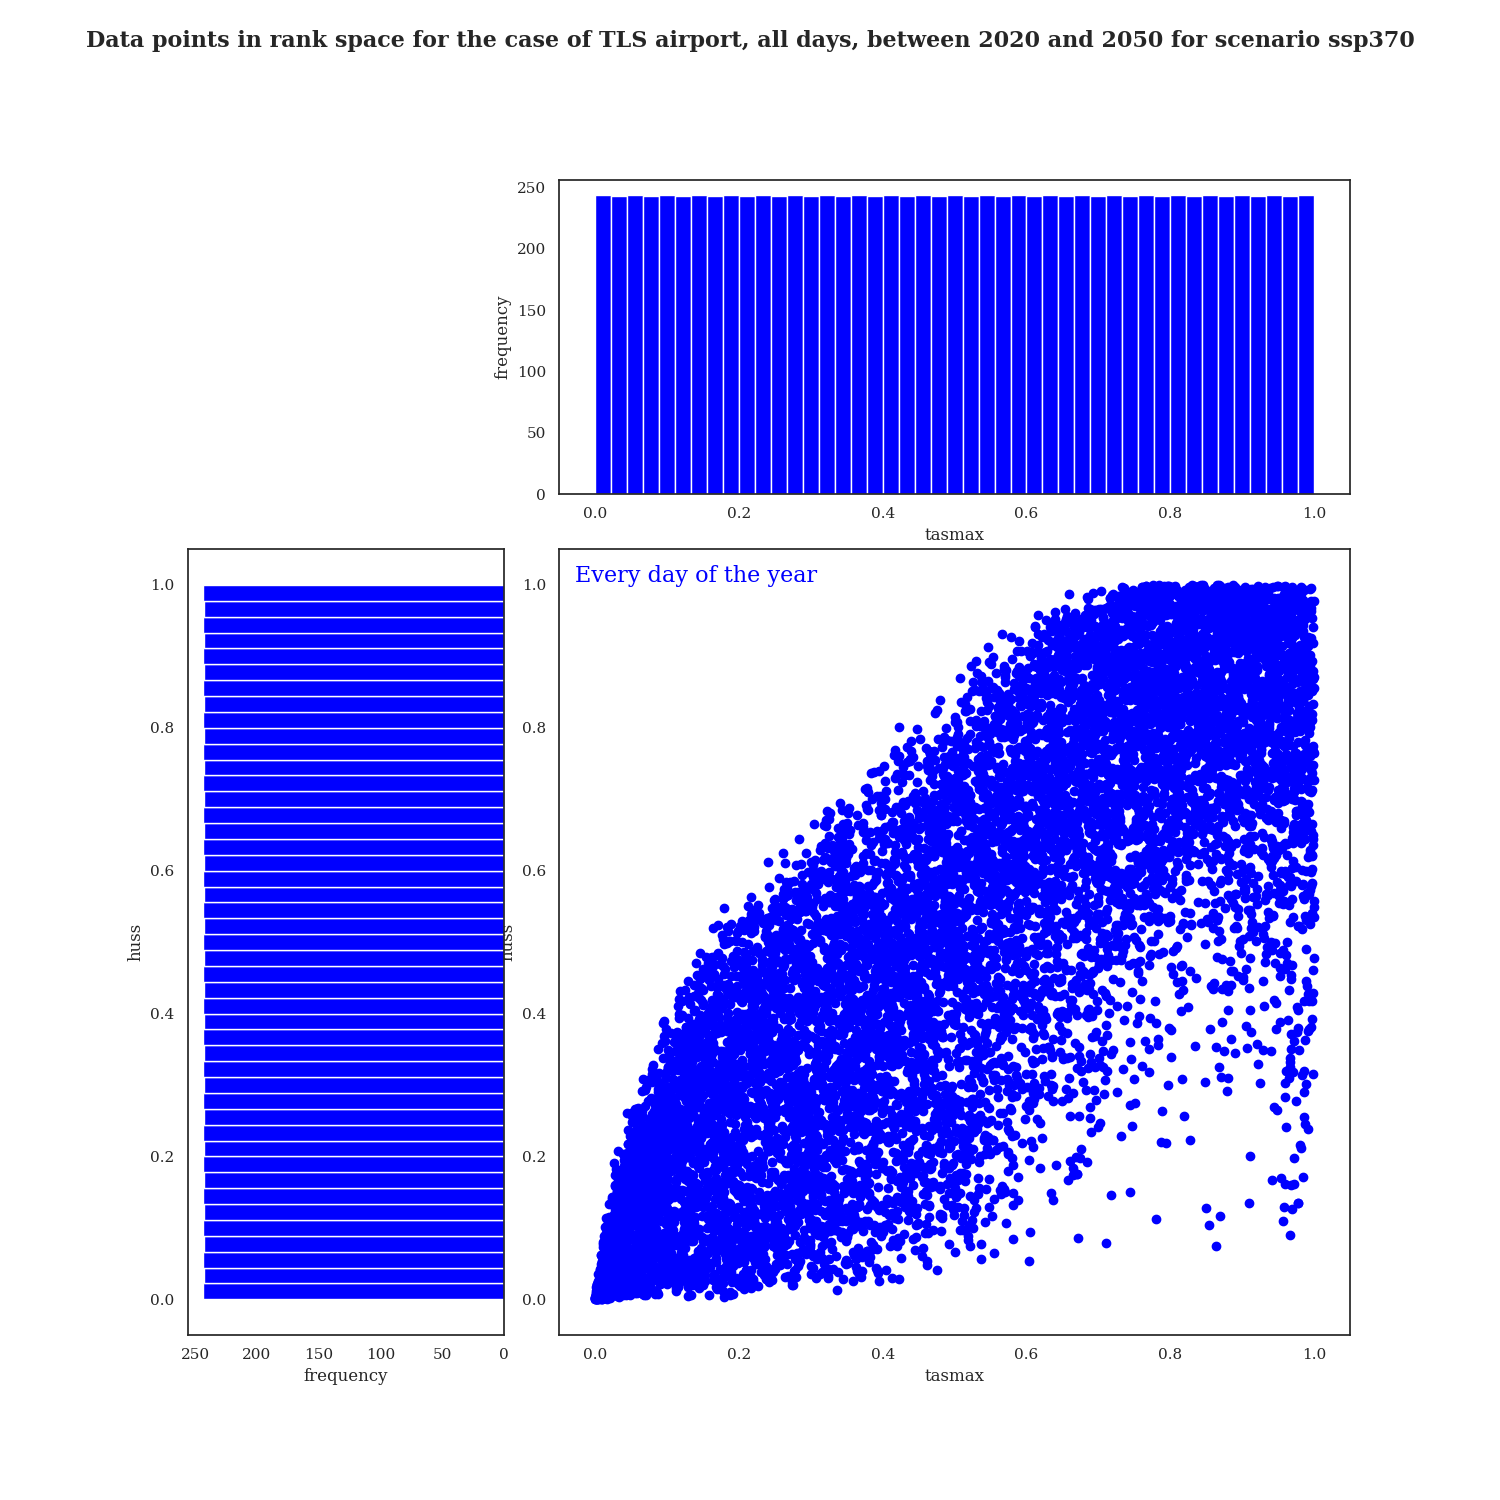 Data points in rank space for the case of TLS airport, all days, between 2020 and 2050 for scenario ssp370
250
200
150
100
50
0
frequency
0.0 0.2 0.4 0.6 0.8 1.0
tasmax
1.0
0.8
0.6
0.4
0.2
0.0
huss
250 200 150 100 50 0
frequency
Every day of the year
1.0
0.8
0.6
0.4
0.2
0.0
huss
0.0 0.2 0.4 0.6 0.8 1.0
tasmax